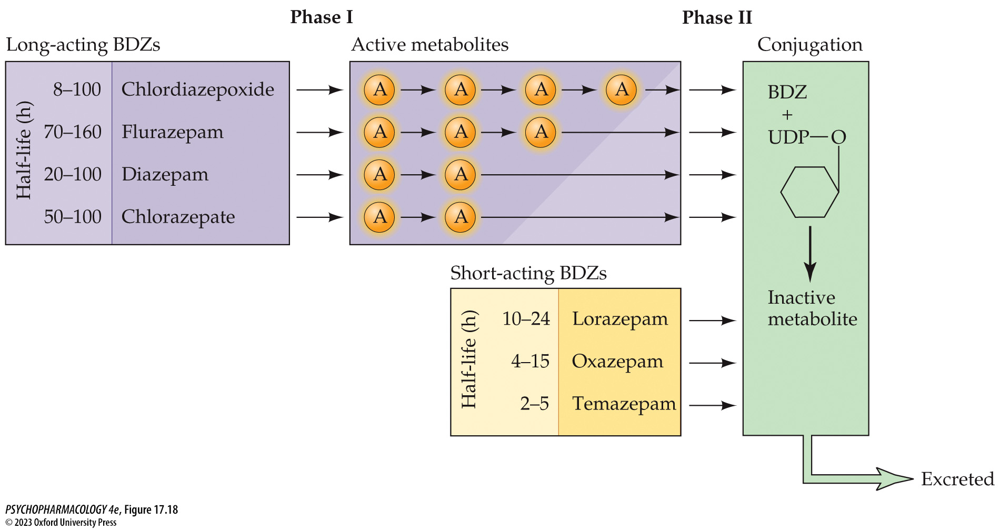 Phase I
Phase II
Long-acting BDZs
Active metabolites
Conjugation
Half-life (h)
8–100 Chlordiazepoxide
A A A A
70–160 Flurazepam
A A A
20–100 Diazepam
A A
50–100 Chlorazepate
A A
BDZ
+
UDP—O
Inactive
metabolite
Short-acting BDZs
Half-life (h)
10–24 Lorazepam
4–15 Oxazepam
2–5 Temazepam
Excreted
PSYCHOPHARMACOLOGY 4e, Figure 17.18
© 2023 Oxford University Press